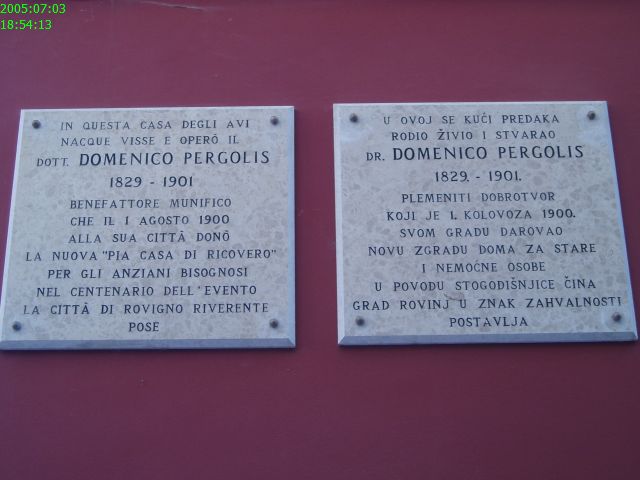 2005:07:03
18:54:13
IN QUESTA CASA DEGLI AVI
NACQUE VISSE E OPERÒ IL
DOTT. DOMENICO PERGOLIS
1829 - 1901
BENEFATTORE MUNIFICO
CHE IL 1 AGOSTO 1900
ALLA SUA CITTÀ DONÒ
LA NUOVA "PIA CASA DI RICOVERO"
PER GLI ANZIANI BISOGNOSI
NEL CENTENARIO DELL'EVENTO
LA CITTÀ DI ROVIGNO RIVERENTE
POSE
U OVOJ SE KUĆI PREDAKA
RODIO ŽIVIO I STVARAO
DR. DOMENICO PERGOLIS
1829. - 1901.
PLEMENITI DOBROTVOR
KOJI JE 1. KOLOVOZA 1900.
SVOM GRADU DAROVAO
NOVU ZGRADU DOMA ZA STARE
I NEMOĆNE OSOBE
U POVODU STOGODIŠNJICE ČINA
GRAD ROVINJ U ZNAK ZAHVALNOSTI
POSTAVLJA